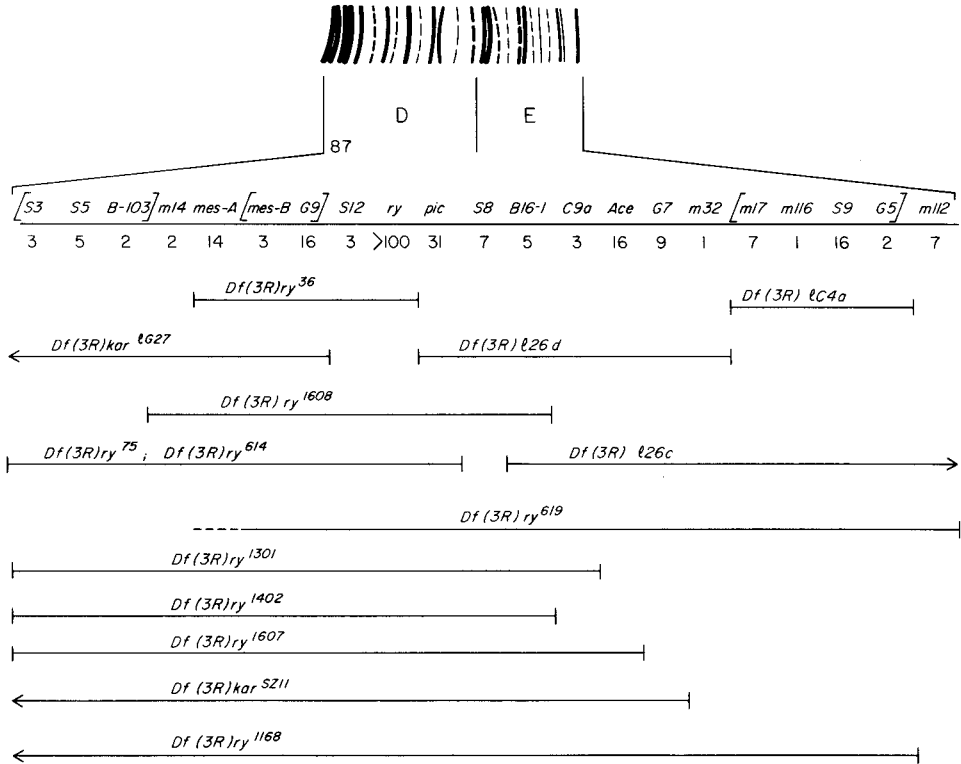 D E
87
[S3 S5 B-103] m14 mes-A [mes-B G9] S12 ry pic S8 B16-1 C9a Ace G7 m32 [m17 m116 S9 G5] m112
3 5 2 2 14 3 16 3 >100 31 7 5 3 16 9 1 7 1 16 2 7
Df(3R)ry36
Df(3R) ℓC4a
Df(3R)kar ℓG27
Df(3R) ℓ26d
Df(3R) ry1608
Df(3R)ry75 ; Df(3R)ry614
Df(3R) ℓ26c
Df(3R) ry619
Df(3R)ry1301
Df(3R)ry1402
Df(3R)ry1607
Df(3R)kar SZ11
Df(3R)ry1168